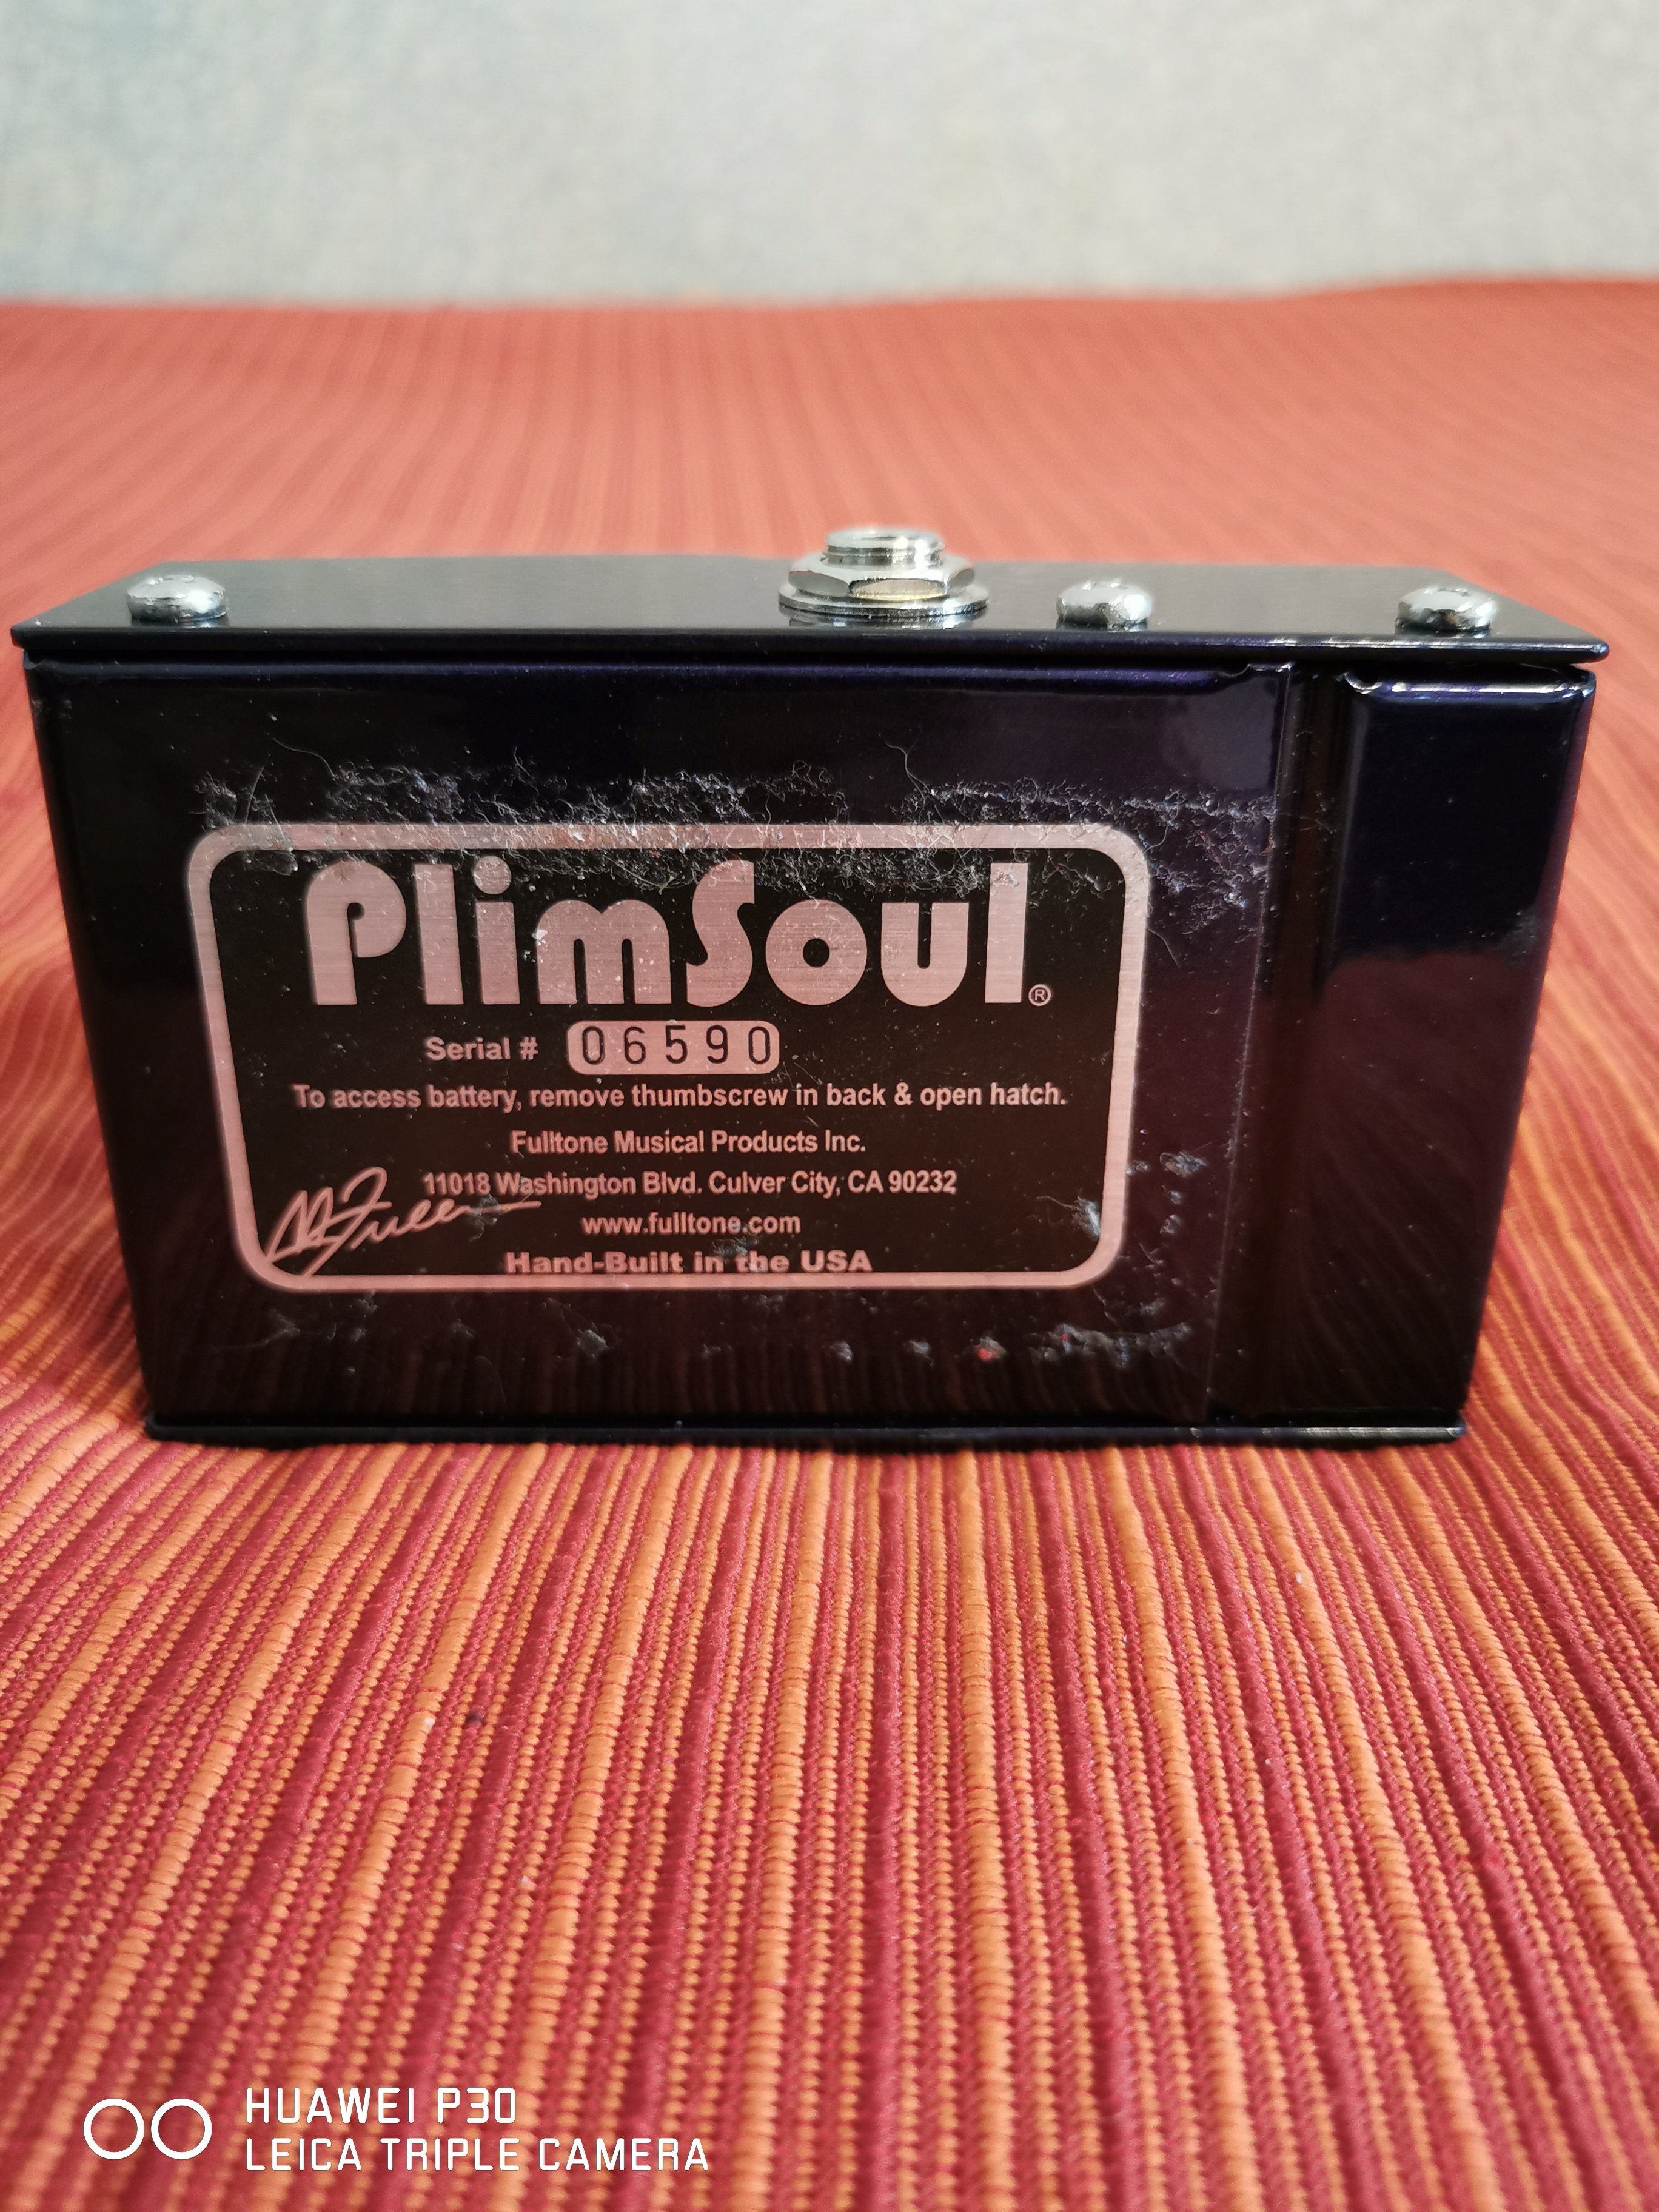 PlimSoul®
Serial # 06590
To access battery, remove thumbscrew in back & open hatch.
Fulltone Musical Products Inc.
11018 Washington Blvd. Culver City, CA 90232
www.fulltone.com
Hand-Built in the USA
HUAWEI P30
LEICA TRIPLE CAMERA